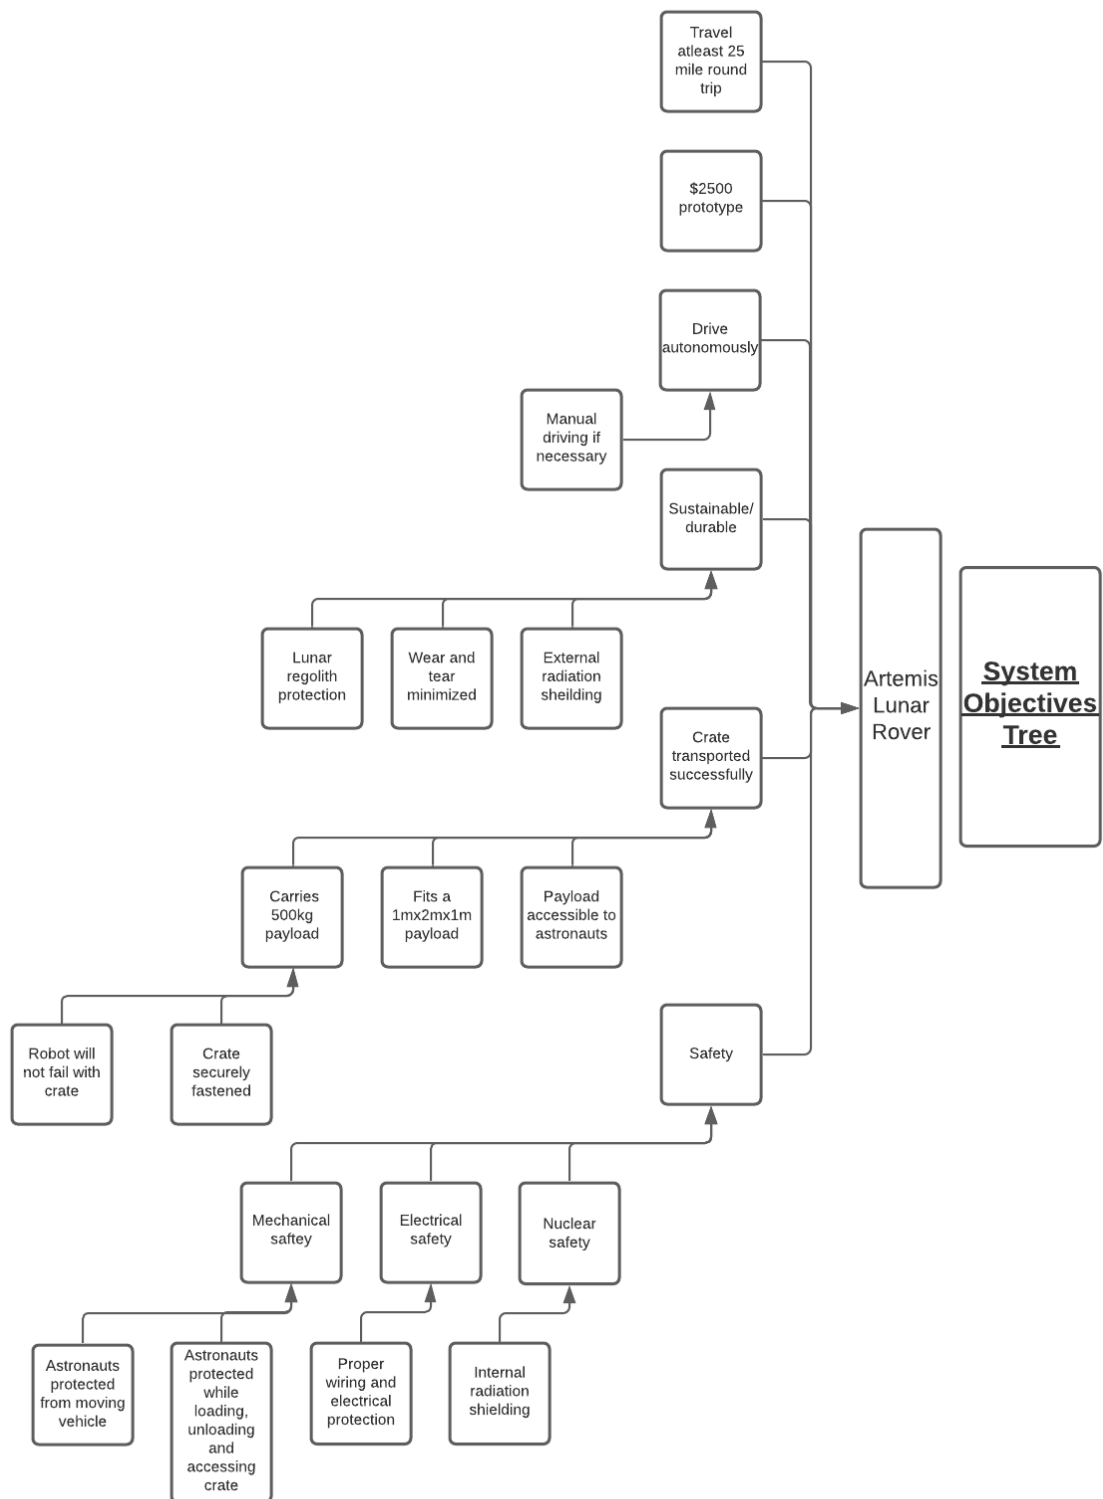 Travel
atleast 25
mile round
trip
$2500
prototype
Drive
autonomously
Manual
driving if
necessary
Sustainable/
durable
Lunar
regolith
protection
Wear and
tear
minimized
External
radiation
sheilding
Artemis
Lunar
Rover
System
Objectives
Tree
Crate
transported
successfully
Carries
500kg
payload
Fits a
1mx2mx1m
payload
Payload
accessible to
astronauts
Robot will
not fail with
crate
Crate
securely
fastened
Safety
Mechanical
saftey
Electrical
safety
Nuclear
safety
Astronauts
protected
from moving
vehicle
Astronauts
protected
while
loading,
unloading
and
accessing
crate
Proper
wiring and
electrical
protection
Internal
radiation
shielding